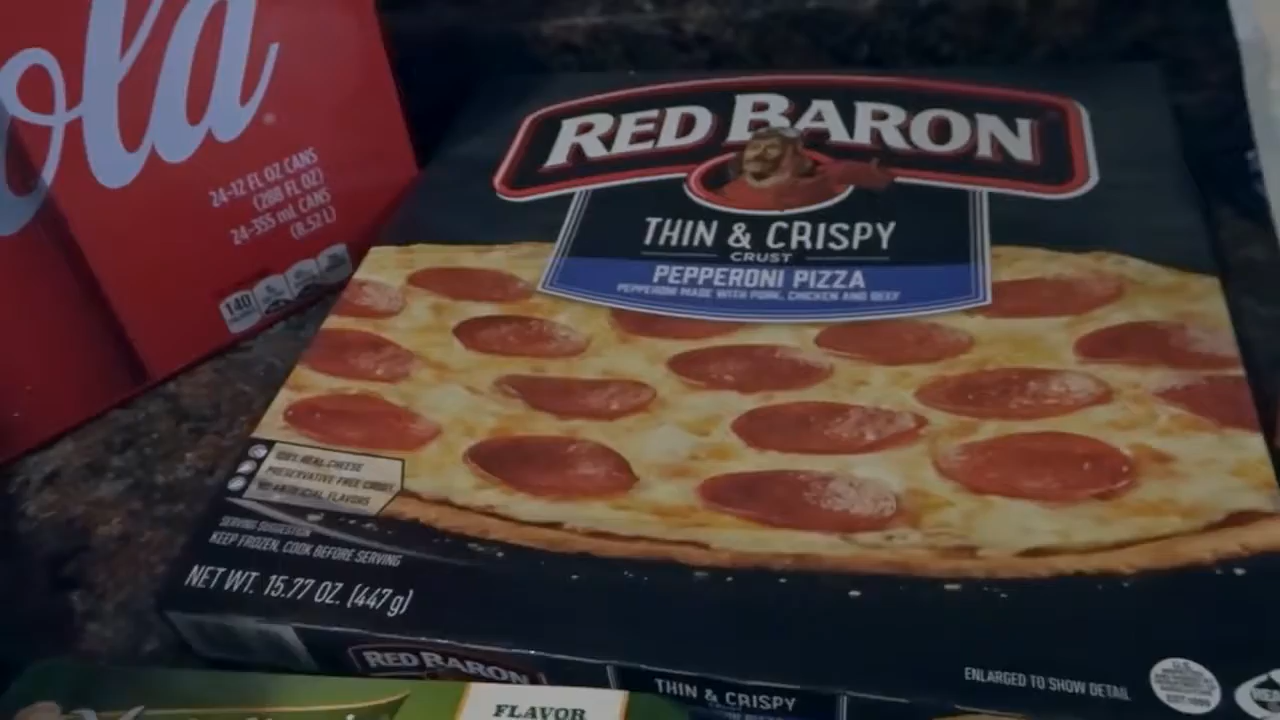 ola
24-12 FL OZ CANS
(288 FL OZ)
24-355 mL CANS
(8.52 L)
140
RED BARON
THIN & CRISPY
CRUST
PEPPERONI PIZZA
PEPPERONI MADE WITH PORK, CHICKEN AND BEEF
100% REAL CHEESE
PRESERVATIVE FREE CRUST
NO ARTIFICIAL FLAVORS
SERVING SUGGESTION
KEEP FROZEN, COOK BEFORE SERVING
NET WT. 15.77 OZ. (447g)
ENLARGED TO SHOW DETAIL
RED BARON
THIN & CRISPY
FLAVOR